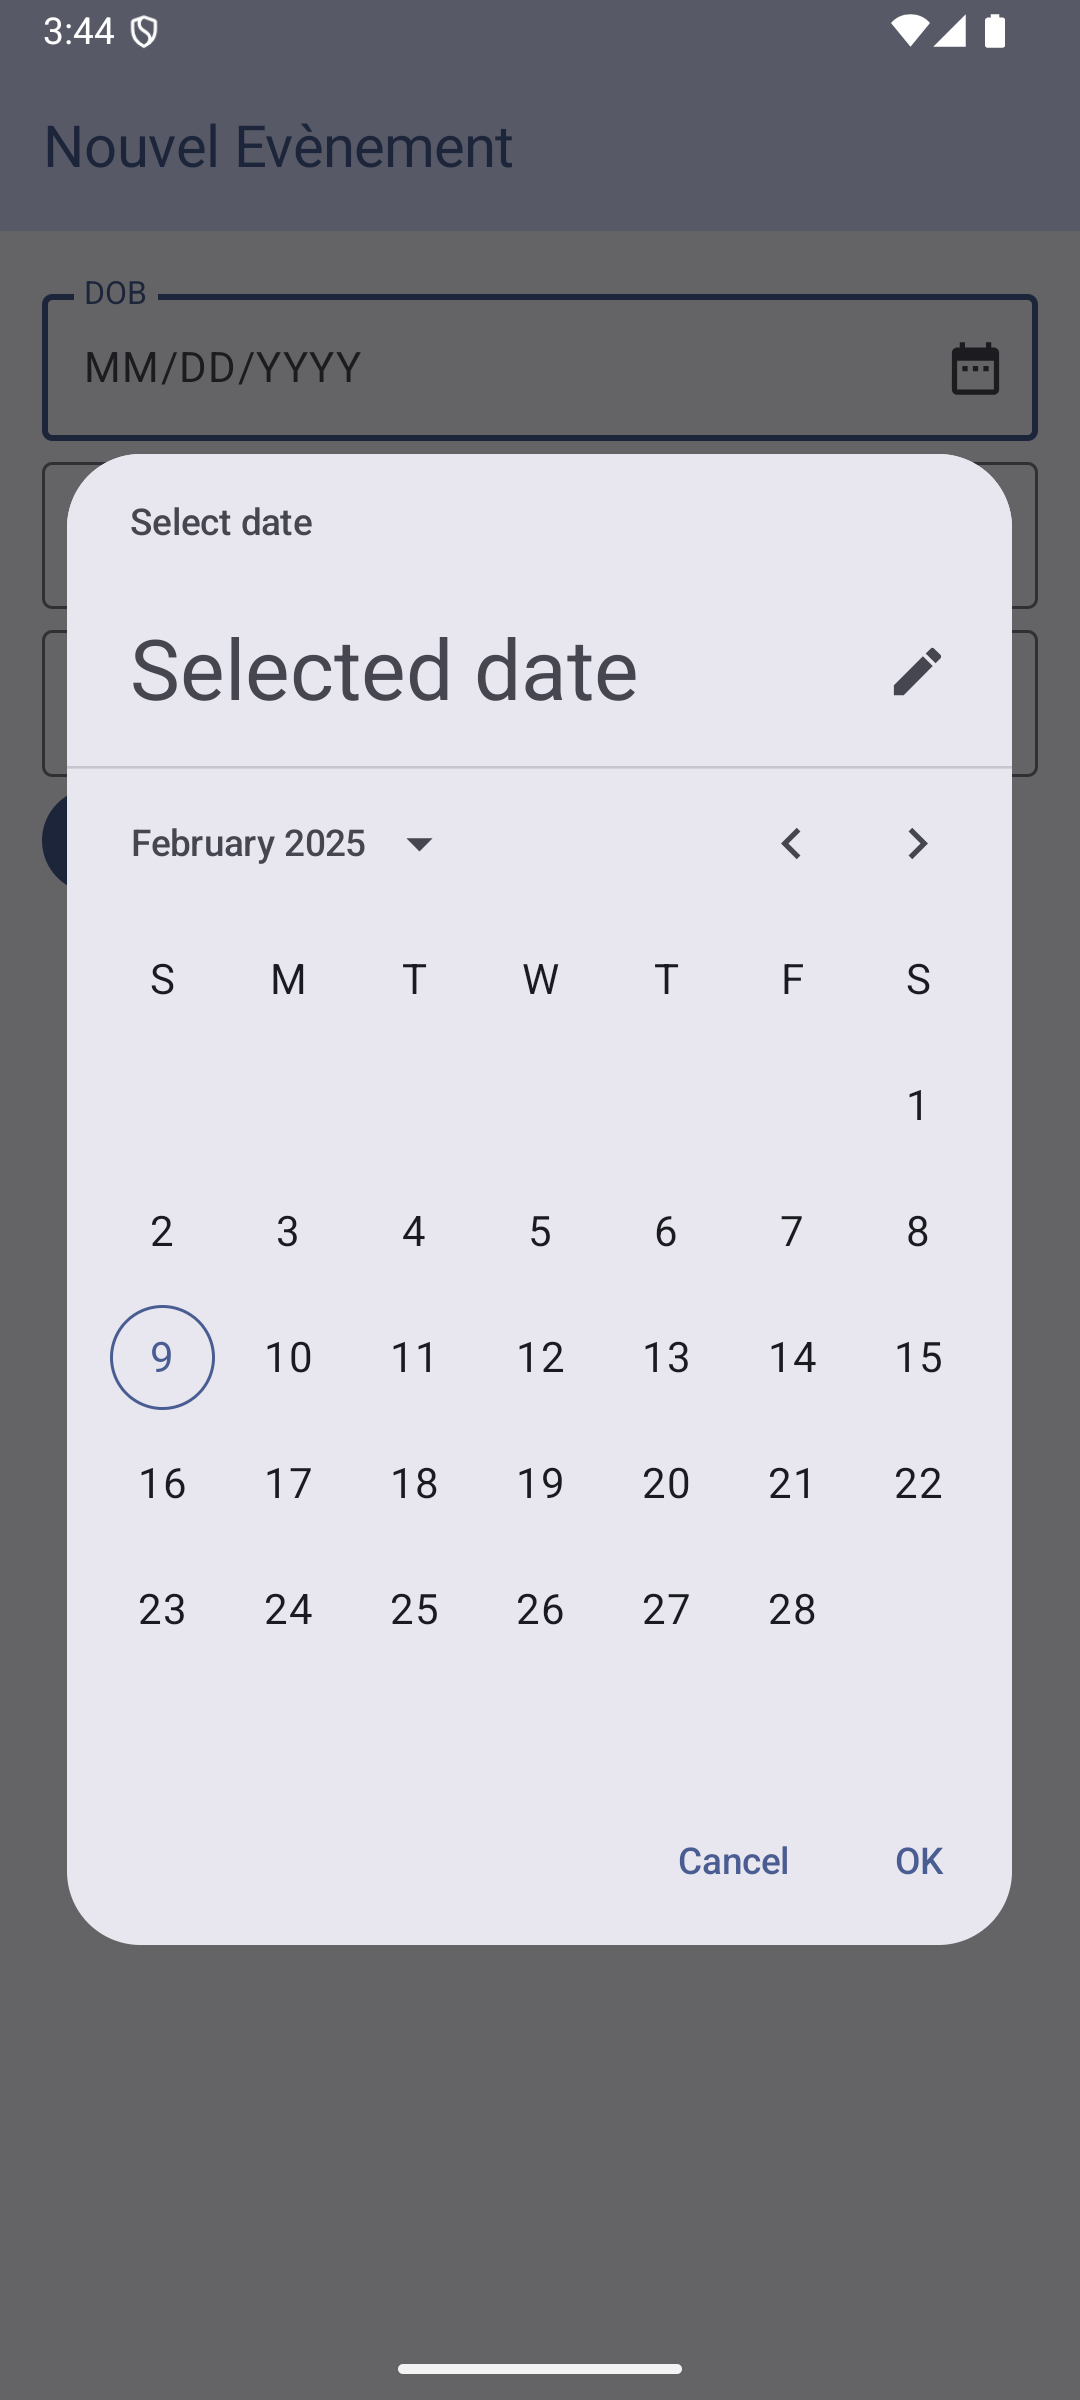 3:44
Nouvel Evènement
DOB
MM/DD/YYYY
Select date
Selected date
February 2025
S M T W T F S
1
2 3 4 5 6 7 8
9 10 11 12 13 14 15
16 17 18 19 20 21 22
23 24 25 26 27 28
Cancel OK